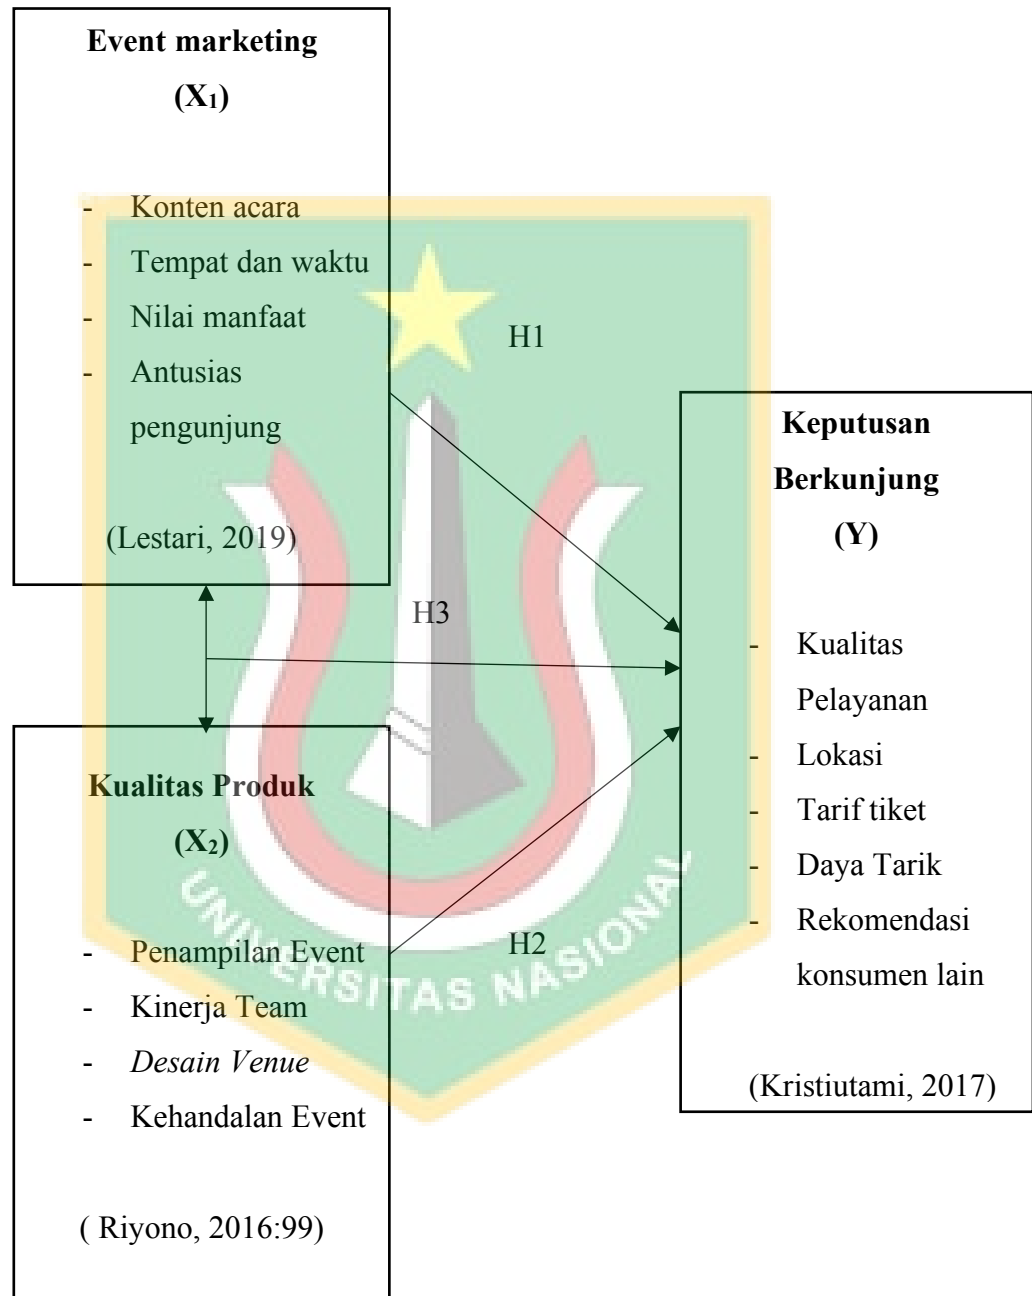 Event marketing
(X₁)
- Konten acara
- Tempat dan waktu
- Nilai manfaat
- Antusias
pengunjung
(Lestari, 2019)
H1
H3
Kualitas Produk
(X₂)
- Penampilan Event
- Kinerja Team
- Desain Venue
- Kehandalan Event
( Riyono, 2016:99)
H2
Keputusan
Berkunjung
(Y)
- Kualitas
Pelayanan
- Lokasi
- Tarif tiket
- Daya Tarik
- Rekomendasi
konsumen lain
(Kristiutami, 2017)
UNIVERSITAS NASIONAL